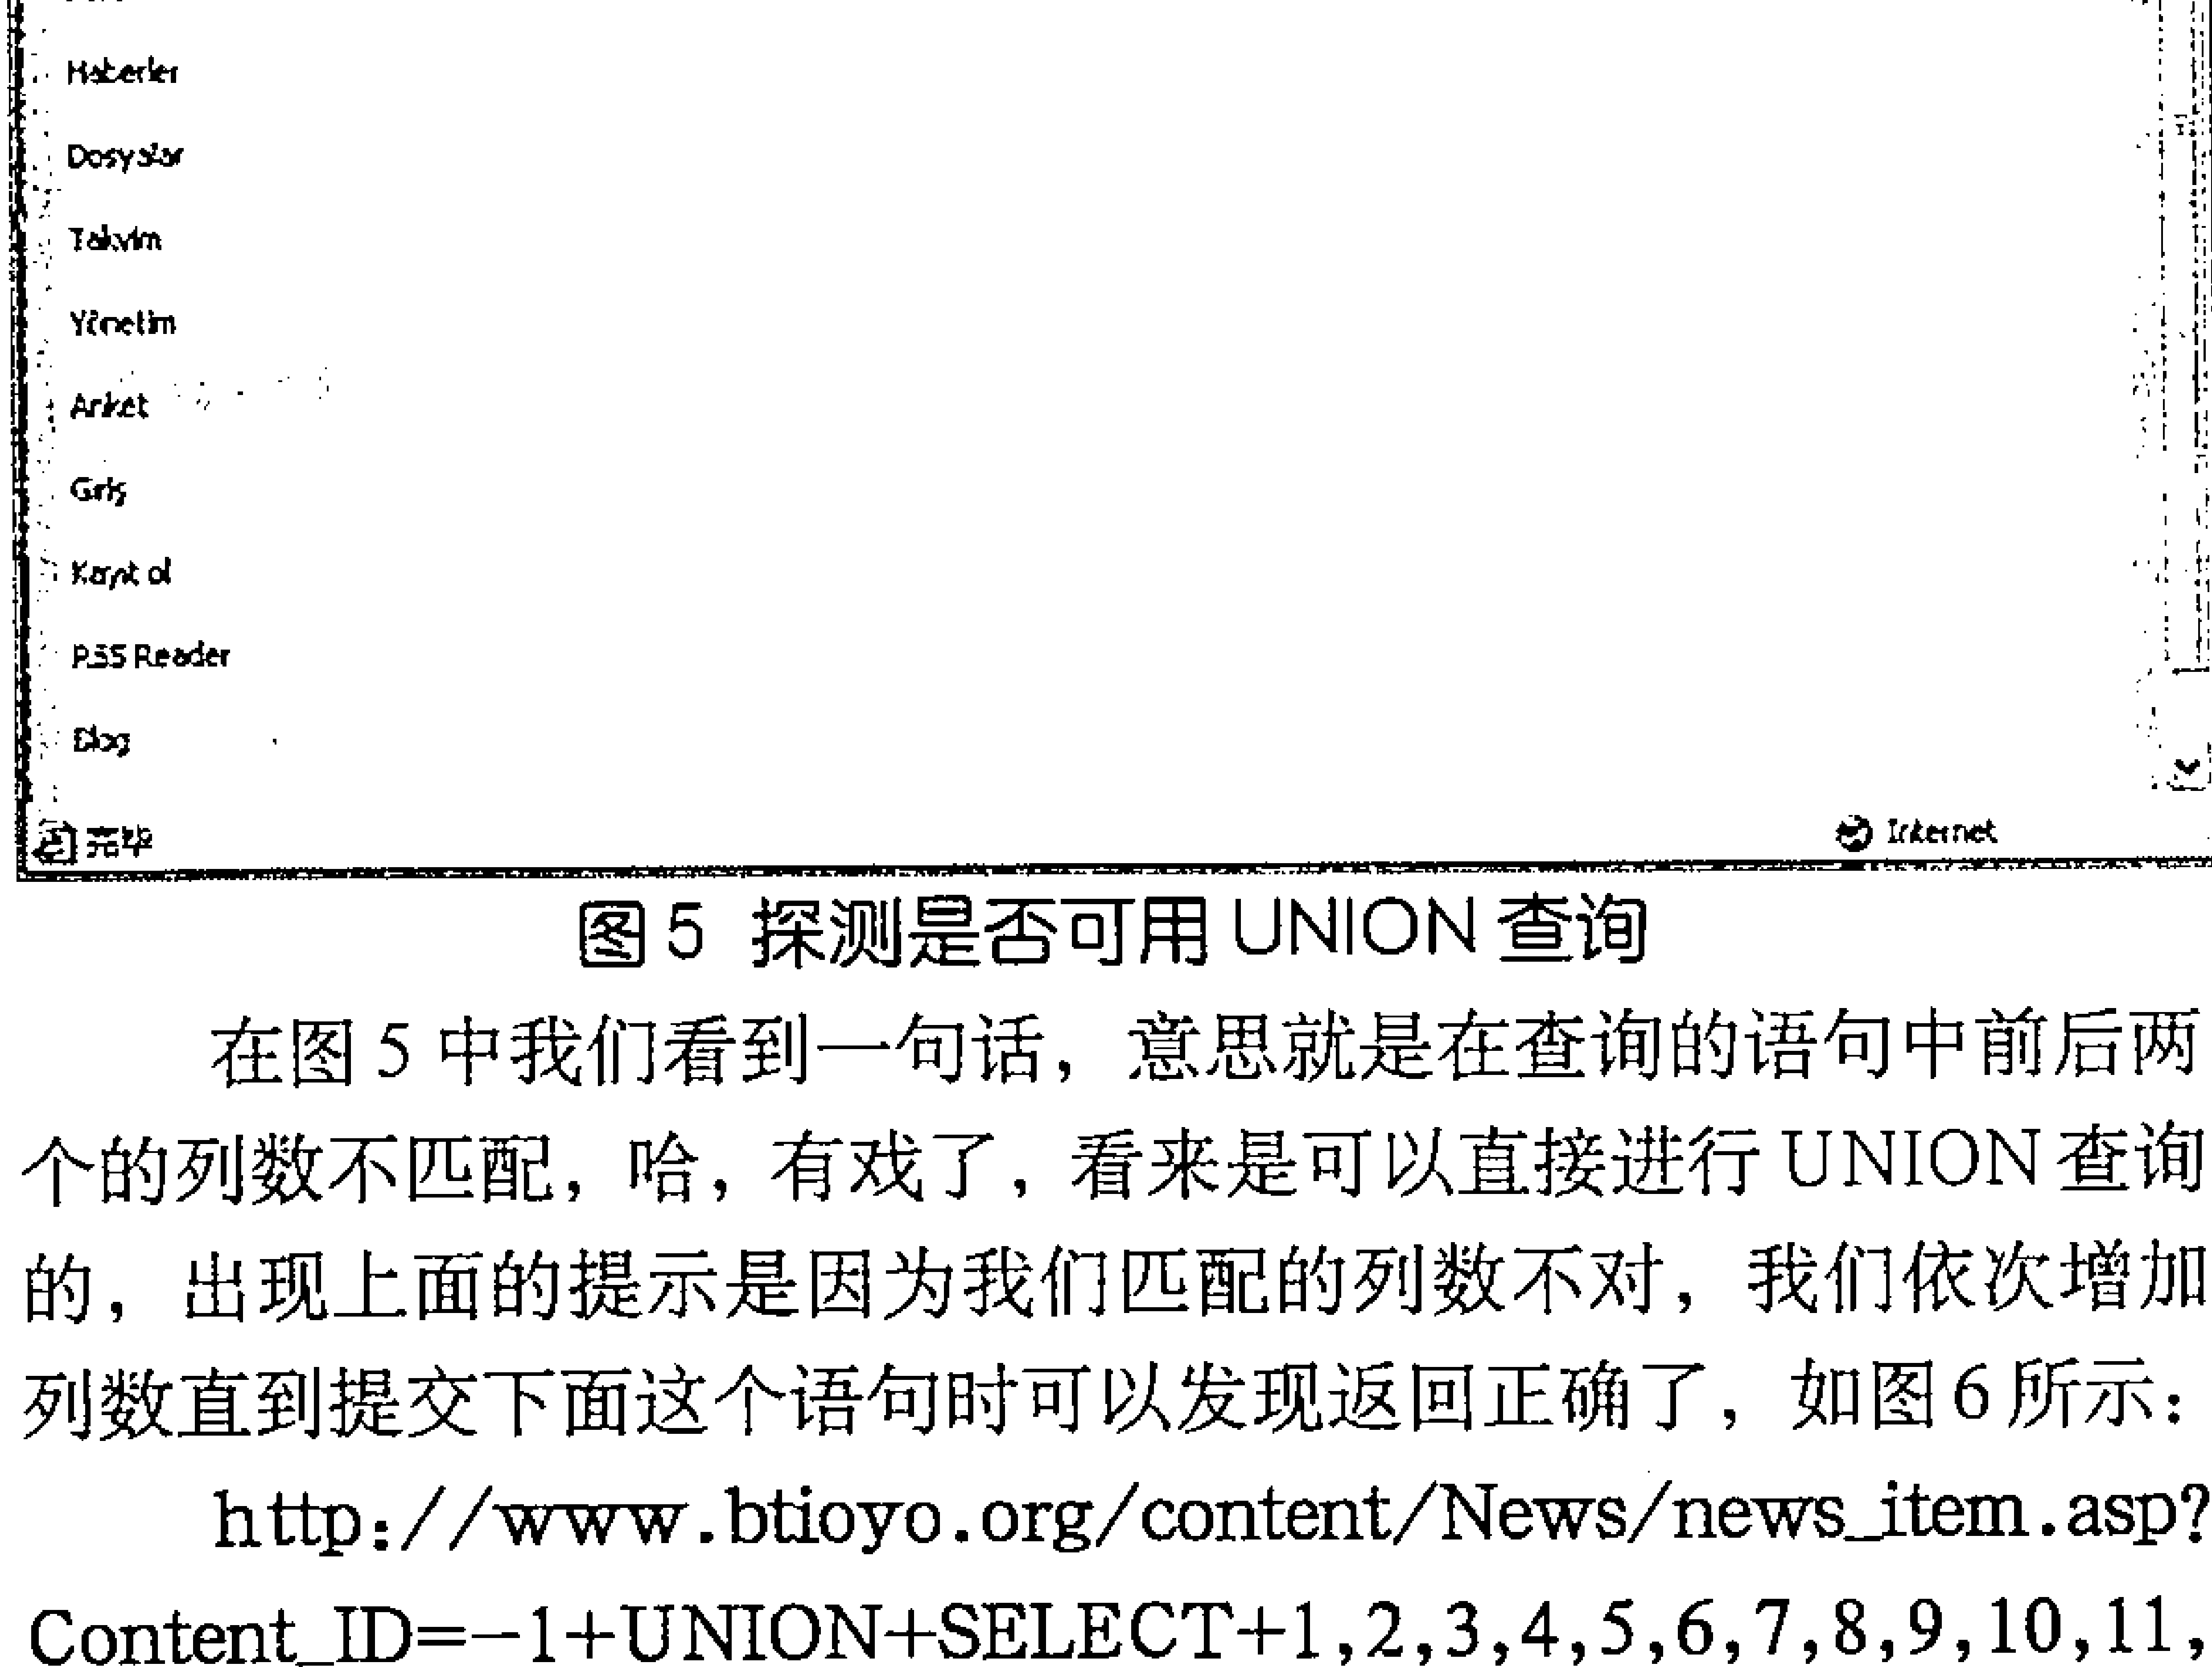 Haberler
Dosyalar
Takvim
Yönetim
Anket
Giriş
Kayıt ol
RSS Reader
Blog
完毕
Internet
图 5 探测是否可用 UNION 查询
在图 5 中我们看到一句话，意思就是在查询的语句中前后两
个的列数不匹配，哈，有戏了，看来是可以直接进行 UNION 查询
的，出现上面的提示是因为我们匹配的列数不对，我们依次增加
列数直到提交下面这个语句时可以发现返回正确了，如图 6 所示：
http://www.btioyo.org/content/News/news_item.asp?
Content_ID=-1+UNION+SELECT+1,2,3,4,5,6,7,8,9,10,11,